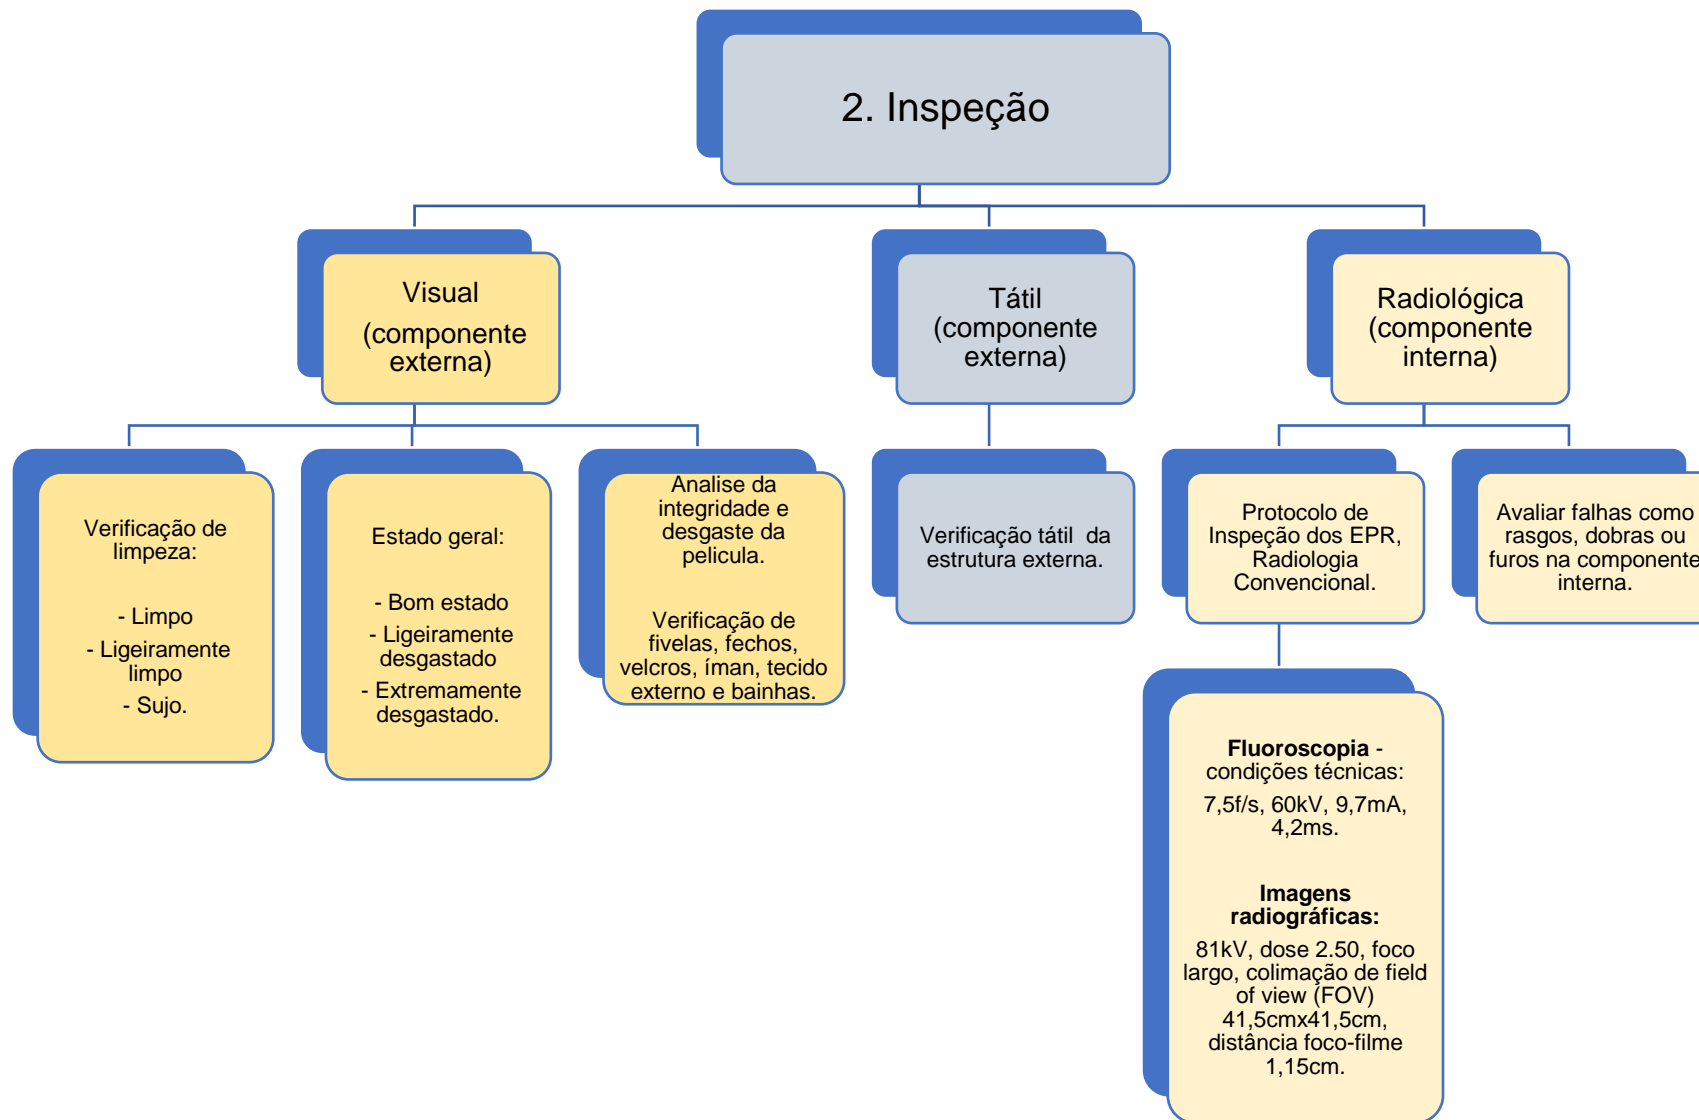 2. Inspeção
Visual
(componente
externa)
Tátil
(componente
externa)
Radiológica
(componente
interna)
Verificação de
limpeza:
- Limpo
- Ligeiramente
limpo
- Sujo.
Estado geral:
- Bom estado
- Ligeiramente
desgastado
- Extremamente
desgastado.
Analise da
integridade e
desgaste da
pelicula.
Verificação de
fivelas, fechos,
velcros, íman, tecido
externo e bainhas.
Verificação tátil  da
estrutura externa.
Protocolo de
Inspeção dos EPR,
Radiologia
Convencional.
Avaliar falhas como
rasgos, dobras ou
furos na componente
interna.
Fluoroscopia -
condições técnicas:
7,5f/s, 60kV, 9,7mA,
4,2ms.
Imagens
radiográficas:
81kV, dose 2.50, foco
largo, colimação de field
of view (FOV)
41,5cmx41,5cm,
distância foco-filme
1,15cm.